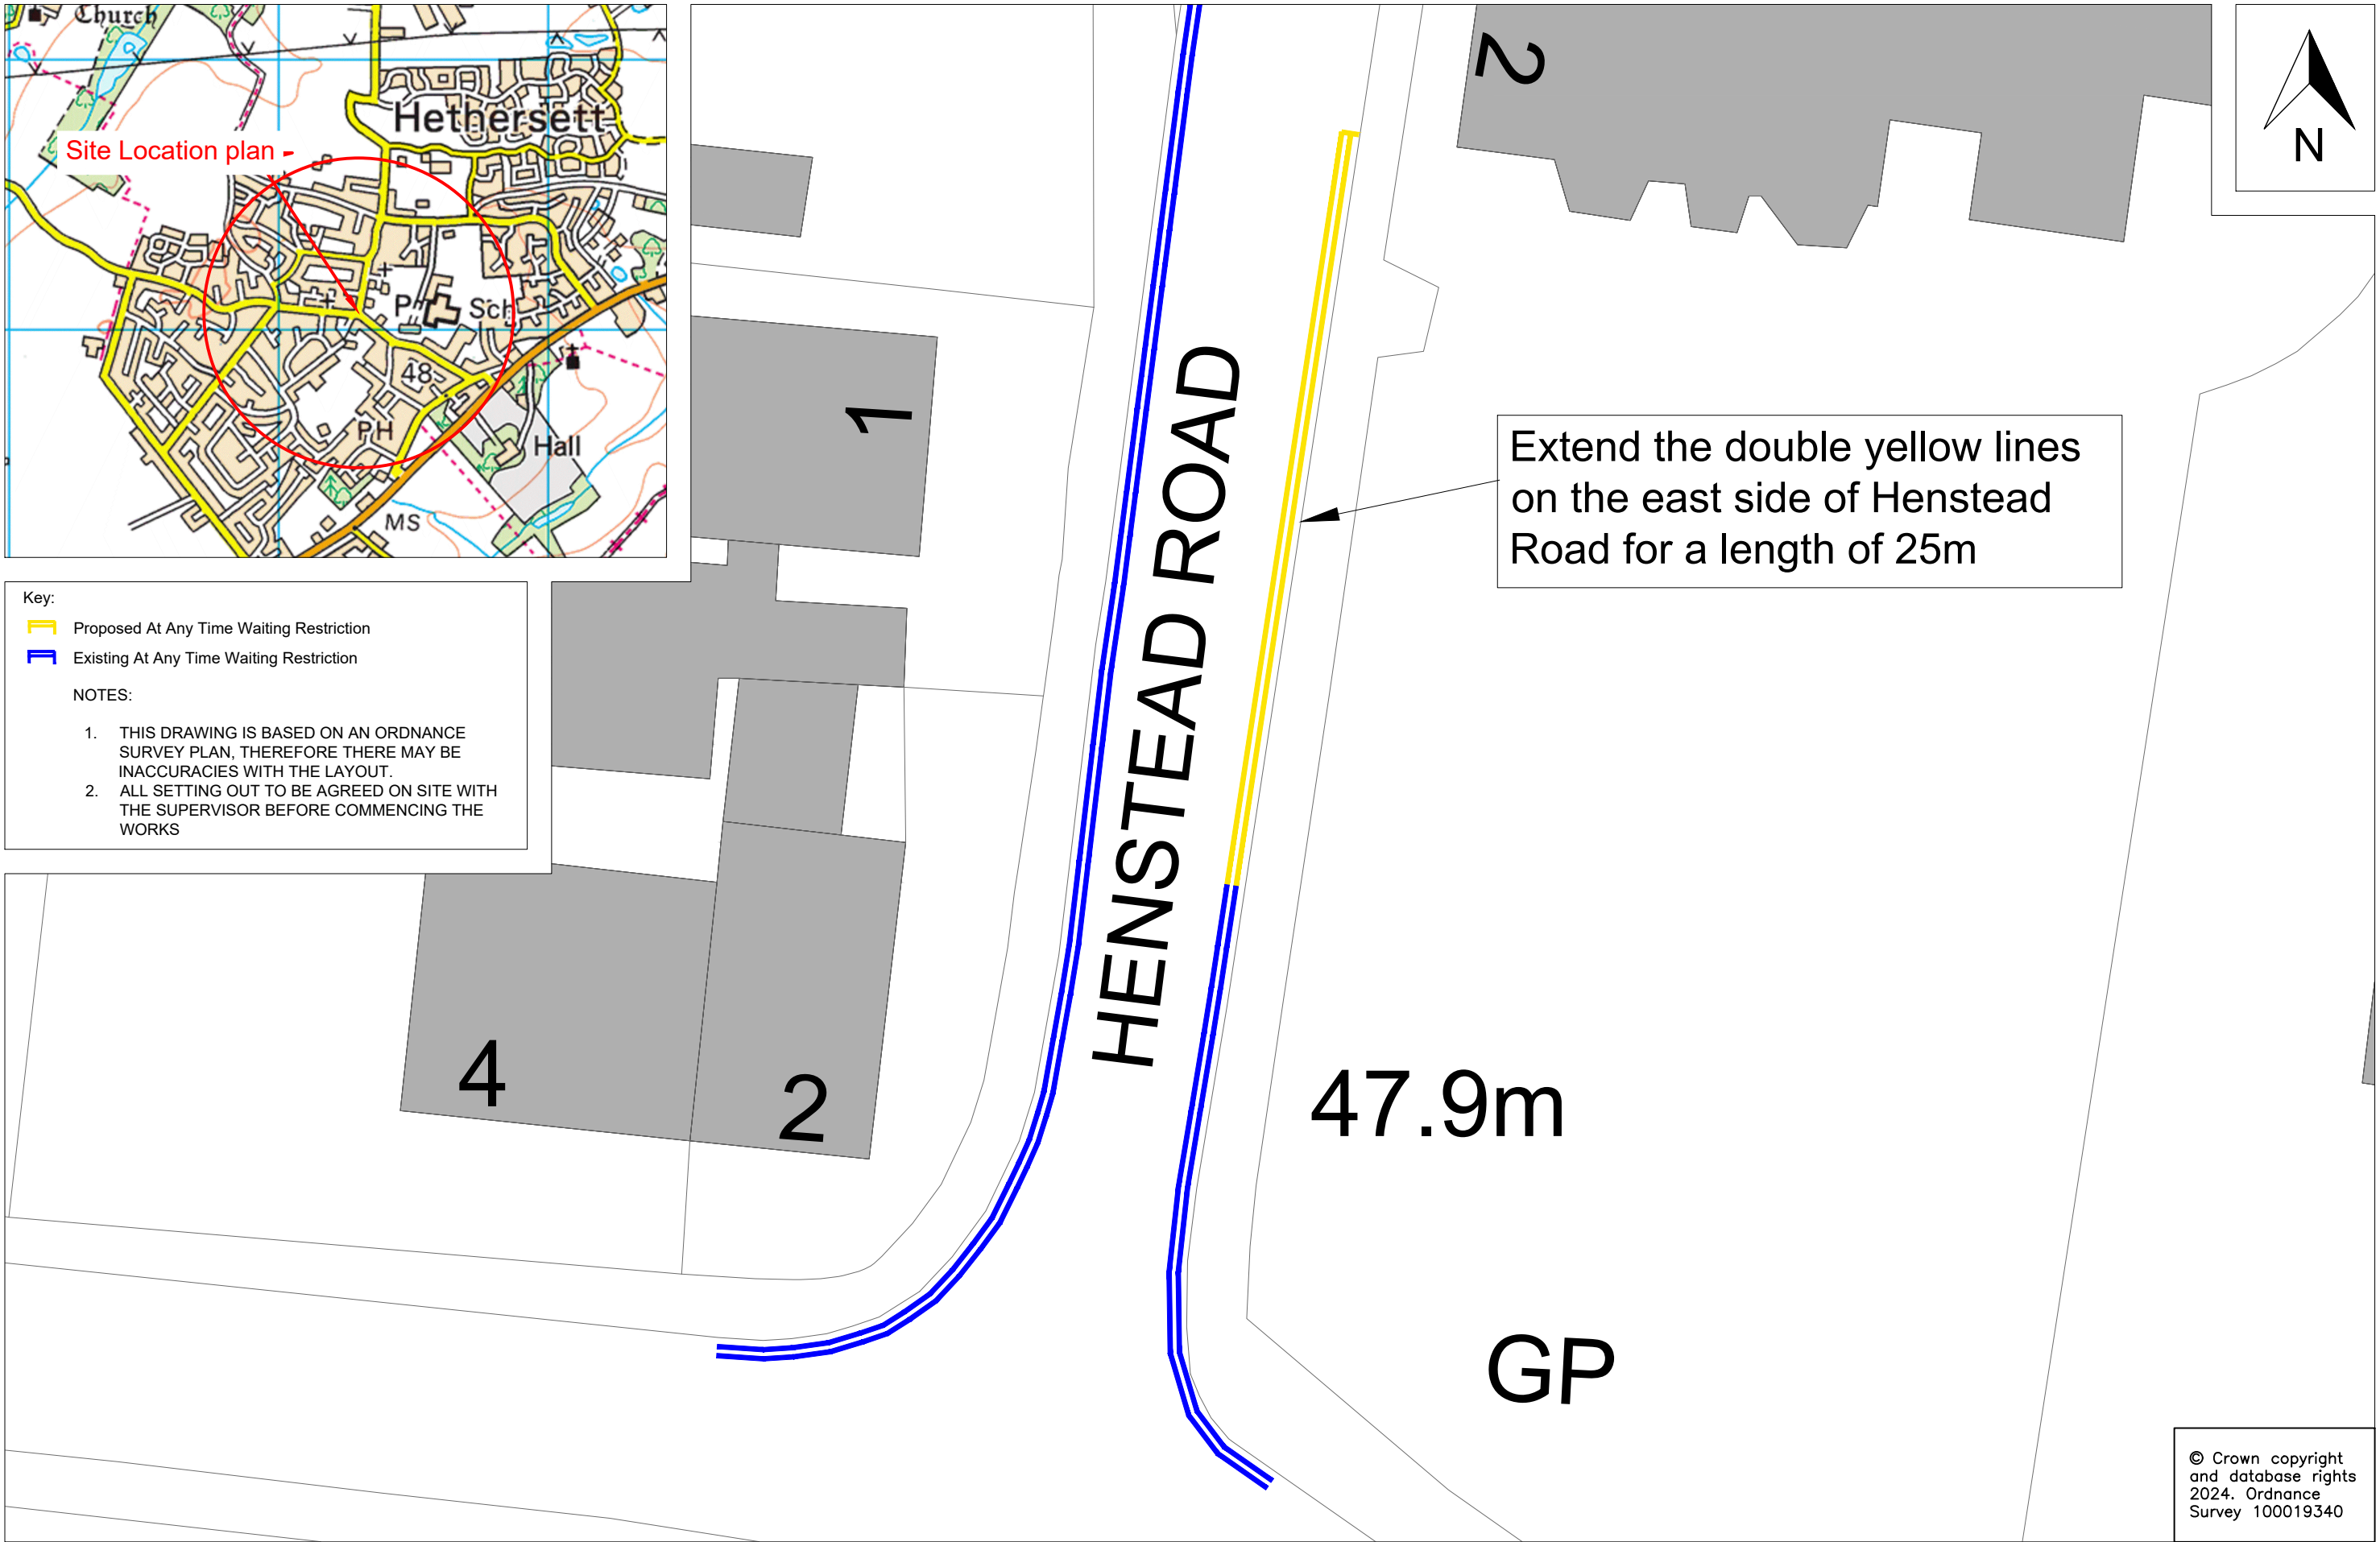 Church
Hethersett
Site Location plan
PH
Sch
48
PH
Hall
MS
N
2
1
HENSTEAD ROAD
Extend the double yellow lines
on the east side of Henstead
Road for a length of 25m
Key:
Proposed At Any Time Waiting Restriction
Existing At Any Time Waiting Restriction
NOTES:
1. THIS DRAWING IS BASED ON AN ORDNANCE
SURVEY PLAN, THEREFORE THERE MAY BE
INACCURACIES WITH THE LAYOUT.
2. ALL SETTING OUT TO BE AGREED ON SITE WITH
THE SUPERVISOR BEFORE COMMENCING THE
WORKS
4
2
47.9m
GP
© Crown copyright
and database rights
2024. Ordnance
Survey 100019340